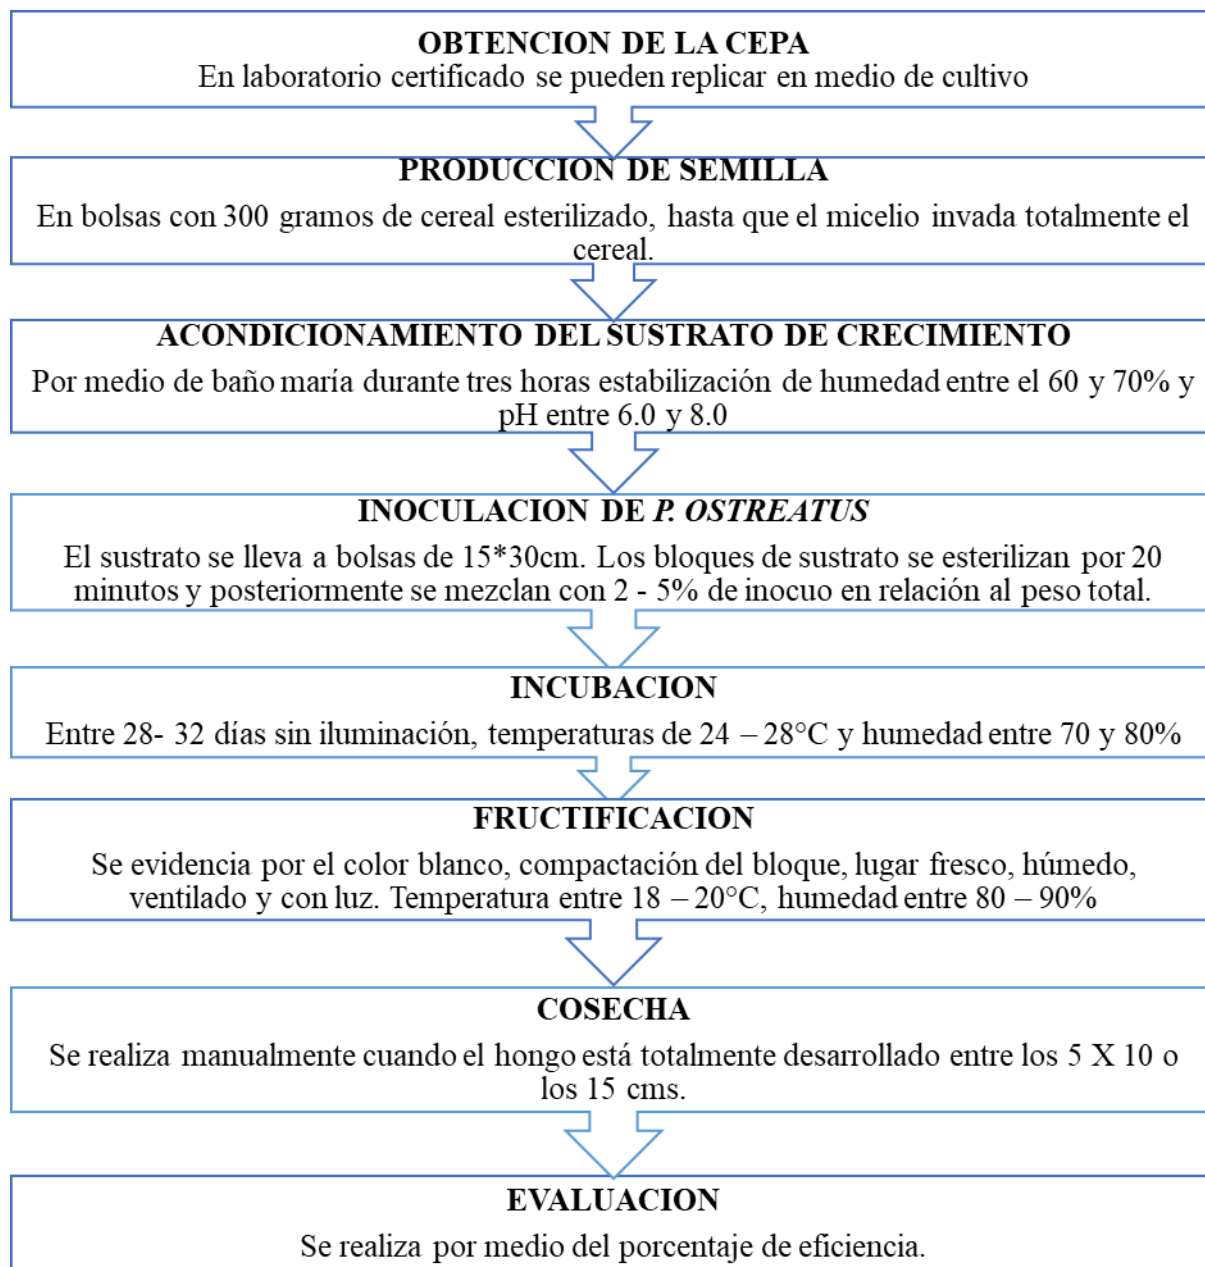 OBTENCION DE LA CEPA
En laboratorio certificado se pueden replicar en medio de cultivo
PRODUCCION DE SEMILLA
En bolsas con 300 gramos de cereal esterilizado, hasta que el micelio invada totalmente el
cereal.
ACONDICIONAMIENTO DEL SUSTRATO DE CRECIMIENTO
Por medio de baño maría durante tres horas estabilización de humedad entre el 60 y 70% y
pH entre 6.0 y 8.0
INOCULACION DE P. OSTREATUS
El sustrato se lleva a bolsas de 15*30cm. Los bloques de sustrato se esterilizan por 20
minutos y posteriormente se mezclan con 2 - 5% de inocuo en relación al peso total.
INCUBACION
Entre 28- 32 días sin iluminación, temperaturas de 24 – 28°C y humedad entre 70 y 80%
FRUCTIFICACION
Se evidencia por el color blanco, compactación del bloque, lugar fresco, húmedo,
ventilado y con luz. Temperatura entre 18 – 20°C, humedad entre 80 – 90%
COSECHA
Se realiza manualmente cuando el hongo está totalmente desarrollado entre los 5 X 10 o
los 15 cms.
EVALUACION
Se realiza por medio del porcentaje de eficiencia.